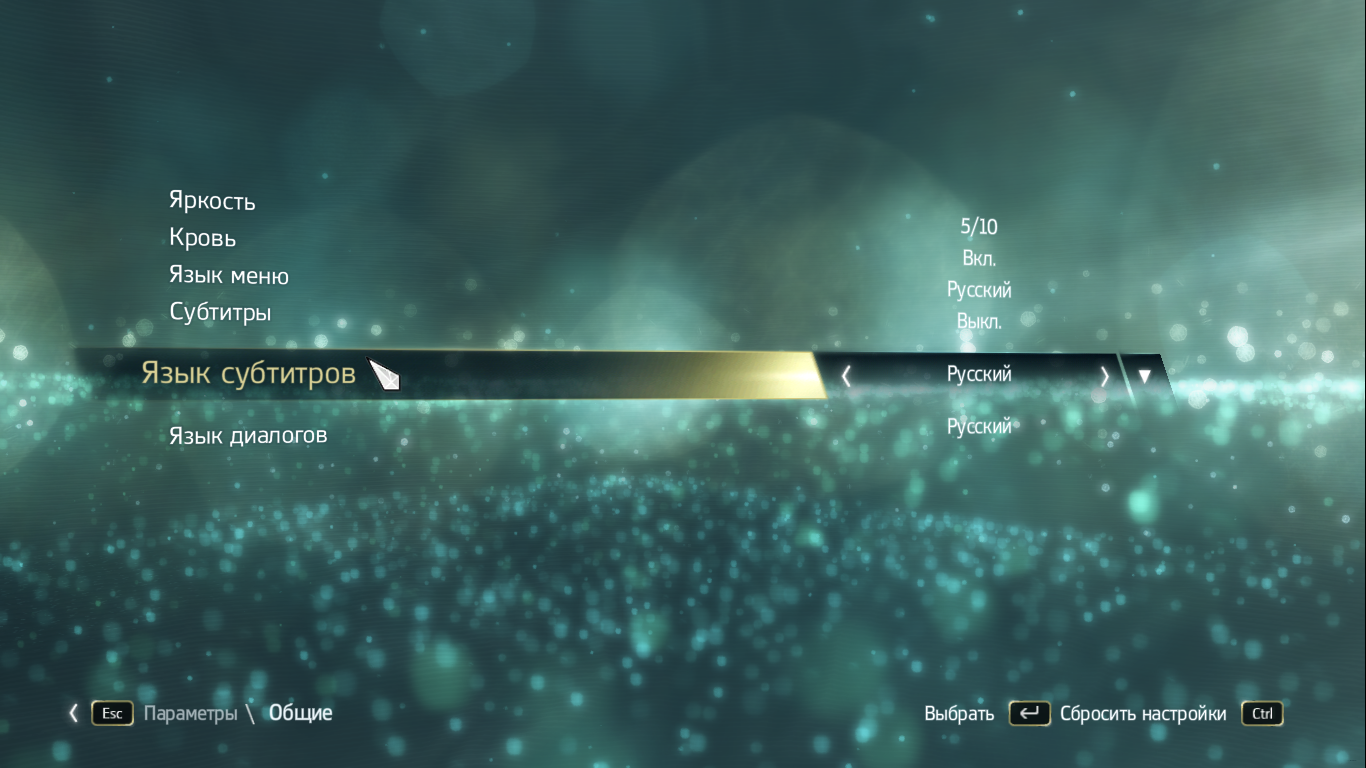 Яркость
5/10
Кровь
Вкл.
Язык меню
Русский
Субтитры
Выкл.
Язык субтитров
Русский
Язык диалогов
Русский
Esc Параметры \ Общие
Выбрать Сбросить настройки Ctrl